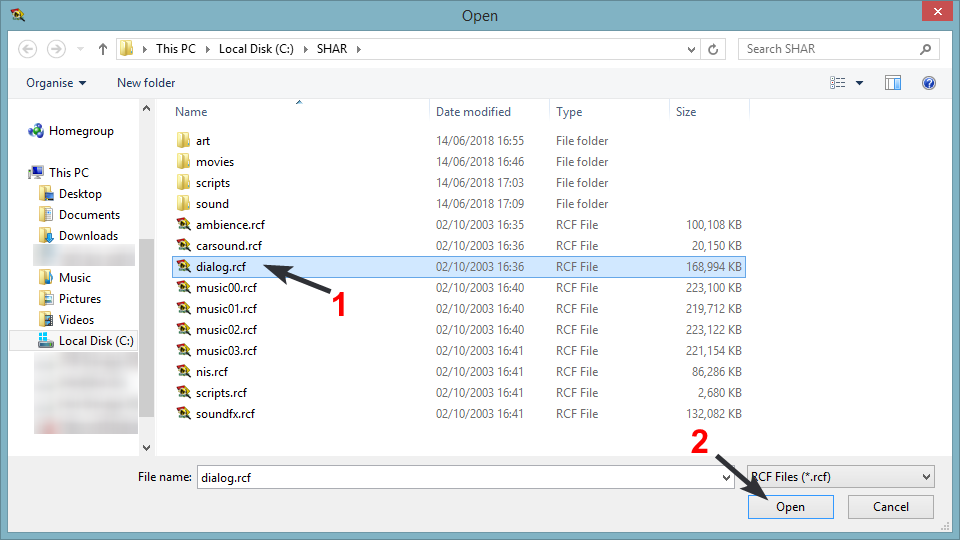 Open
This PC Local Disk (C:) SHAR
Search SHAR
Organise New folder
Name Date modified Type Size
Homegroup
This PC
Desktop
Documents
Downloads
Music
Pictures
Videos
Local Disk (C:)
art 14/06/2018 16:55 File folder
movies 14/06/2018 16:46 File folder
scripts 14/06/2018 17:03 File folder
sound 14/06/2018 17:09 File folder
ambience.rcf 02/10/2003 16:35 RCF File 100,108 KB
carsound.rcf 02/10/2003 16:36 RCF File 20,150 KB
dialog.rcf 02/10/2003 16:36 RCF File 168,994 KB
1
music00.rcf 02/10/2003 16:40 RCF File 223,100 KB
music01.rcf 02/10/2003 16:40 RCF File 219,712 KB
music02.rcf 02/10/2003 16:40 RCF File 223,122 KB
music03.rcf 02/10/2003 16:41 RCF File 221,154 KB
nis.rcf 02/10/2003 16:41 RCF File 86,286 KB
scripts.rcf 02/10/2003 16:41 RCF File 2,680 KB
soundfx.rcf 02/10/2003 16:41 RCF File 132,082 KB
2
File name: dialog.rcf RCF Files (*.rcf)
Open Cancel